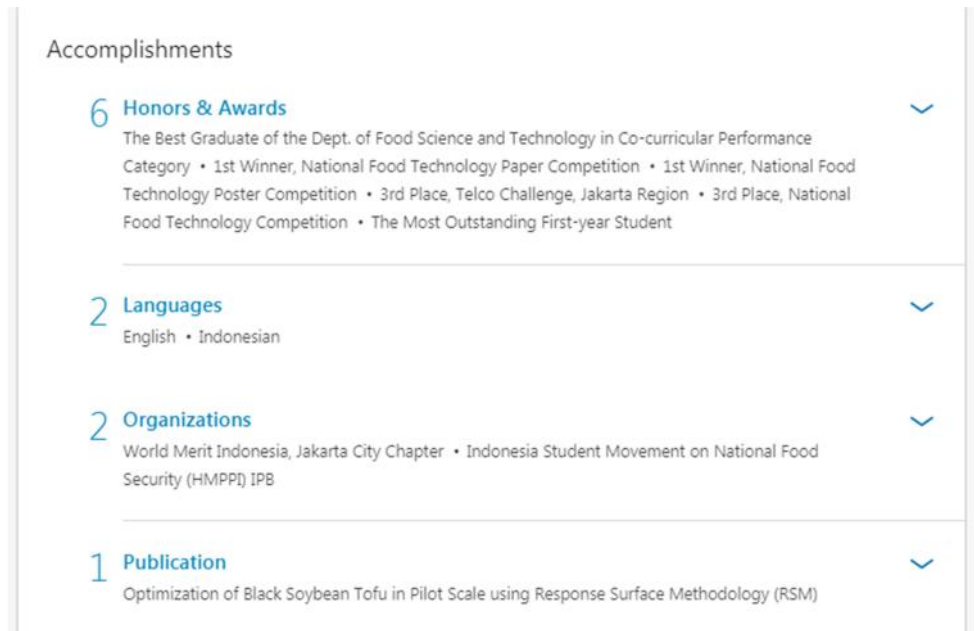 Accomplishments
6 Honors & Awards
The Best Graduate of the Dept. of Food Science and Technology in Co-curricular Performance
Category • 1st Winner, National Food Technology Paper Competition • 1st Winner, National Food
Technology Poster Competition • 3rd Place, Telco Challenge, Jakarta Region • 3rd Place, National
Food Technology Competition • The Most Outstanding First-year Student
2 Languages
English • Indonesian
2 Organizations
World Merit Indonesia, Jakarta City Chapter • Indonesia Student Movement on National Food
Security (HMPPI) IPB
1 Publication
Optimization of Black Soybean Tofu in Pilot Scale using Response Surface Methodology (RSM)